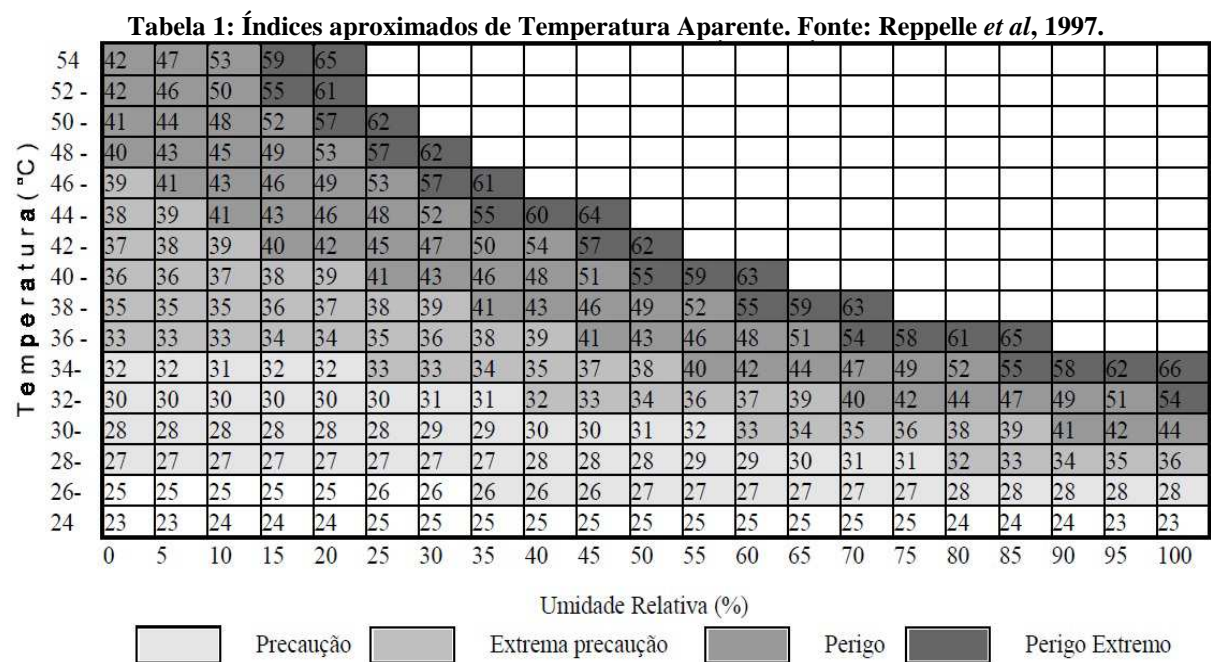 Tabela 1: Índices aproximados de Temperatura Aparente. Fonte: Reppelle et al, 1997.
Temperatura (°C)
54 42 47 53 59 65
52 - 42 46 50 55 61
50 - 41 44 48 52 57 62
48 - 40 43 45 49 53 57 62
46 - 39 41 43 46 49 53 57 61
44 - 38 39 41 43 46 48 52 55 60 64
42 - 37 38 39 40 42 45 47 50 54 57 62
40 - 36 36 37 38 39 41 43 46 48 51 55 59 63
38 - 35 35 35 36 37 38 39 41 43 46 49 52 55 59 63
36 - 33 33 33 34 34 35 36 38 39 41 43 46 48 51 54 58 61 65
34- 32 32 31 32 32 33 33 34 35 37 38 40 42 44 47 49 52 55 58 62 66
32- 30 30 30 30 30 30 31 31 32 33 34 36 37 39 40 42 44 47 49 51 54
30- 28 28 28 28 28 28 29 29 30 30 31 32 33 34 35 36 38 39 41 42 44
28- 27 27 27 27 27 27 27 27 28 28 28 29 29 30 31 31 32 33 34 35 36
26- 25 25 25 25 25 26 26 26 26 26 27 27 27 27 27 27 28 28 28 28 28
24 23 23 24 24 24 25 25 25 25 25 25 25 25 25 25 25 24 24 24 23 23
0 5 10 15 20 25 30 35 40 45 50 55 60 65 70 75 80 85 90 95 100
Umidade Relativa (%)
Precaução Extrema precaução Perigo Perigo Extremo